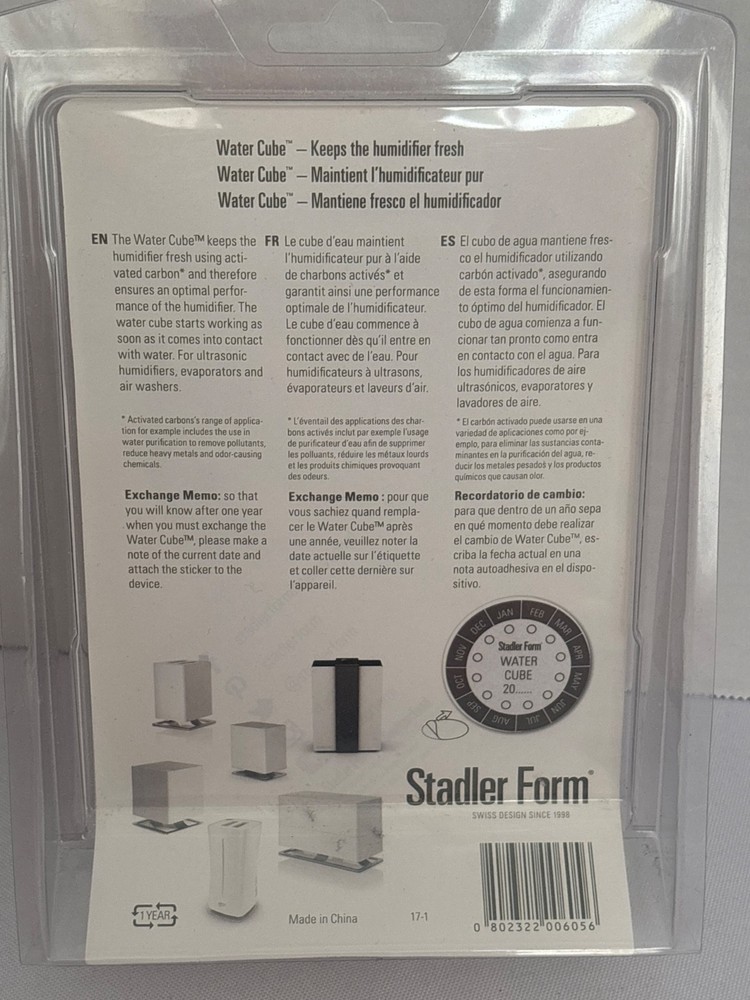 Water Cube™ – Keeps the humidifier fresh
Water Cube™ – Maintient l'humidificateur pur
Water Cube™ – Mantiene fresco el humidificador
EN The Water Cube™ keeps the
humidifier fresh using acti-
vated carbon* and therefore
ensures an optimal perfor-
mance of the humidifier. The
water cube starts working as
soon as it comes into contact
with water. For ultrasonic
humidifiers, evaporators and
air washers.
* Activated carbons's range of applica-
tion for example includes the use in
water purification to remove pollutants,
reduce heavy metals and odor-causing
chemicals.
Exchange Memo: so that
you will know after one year
when you must exchange the
Water Cube™, please make a
note of the current date and
attach the sticker to the
device.
FR Le cube d'eau maintient
l'humidificateur pur à l'aide
de charbons activés* et
garantit ainsi une performance
optimale de l'humidificateur.
Le cube d'eau commence à
fonctionner dès qu'il entre en
contact avec de l'eau. Pour
humidificateurs à ultrasons,
évaporateurs et laveurs d'air.
* L'éventail des applications des char-
bons activés inclut par exemple l'usage
de purificateur d'eau afin de supprimer
les polluants, réduire les métaux lourds
et les produits chimiques provoquant
des odeurs.
Exchange Memo : pour que
vous sachiez quand rempla-
cer le Water Cube™ après
une année, veuillez noter la
date actuelle sur l'étiquette
et coller cette dernière sur
l'appareil.
ES El cubo de agua mantiene fres-
co el humidificador utilizando
carbón activado*, asegurando
de esta forma el funcionamien-
to óptimo del humidificador. El
cubo de agua comienza a fun-
cionar tan pronto como entra
en contacto con el agua. Para
los humidificadores de aire
ultrasónicos, evaporatores y
lavadores de aire.
* El carbón activado puede usarse en una
variedad de aplicaciones como por ej-
emplo, para eliminar las sustancias conta-
minantes en la purificación del agua, re-
ducir los metales pesados y los productos
químicos que causan olor.
Recordatorio de cambio:
para que dentro de un año sepa
en qué momento debe realizar
el cambio de Water Cube™, es-
criba la fecha actual en una
nota autoadhesiva en el dispo-
sitivo.
JAN FEB MAR APR MAY JUN JUL AUG SEP OCT NOV DEC
Stadler Form
WATER
CUBE
20......
Stadler Form®
SWISS DESIGN SINCE 1998
1 YEAR
Made in China
17-1
0 802322 006056